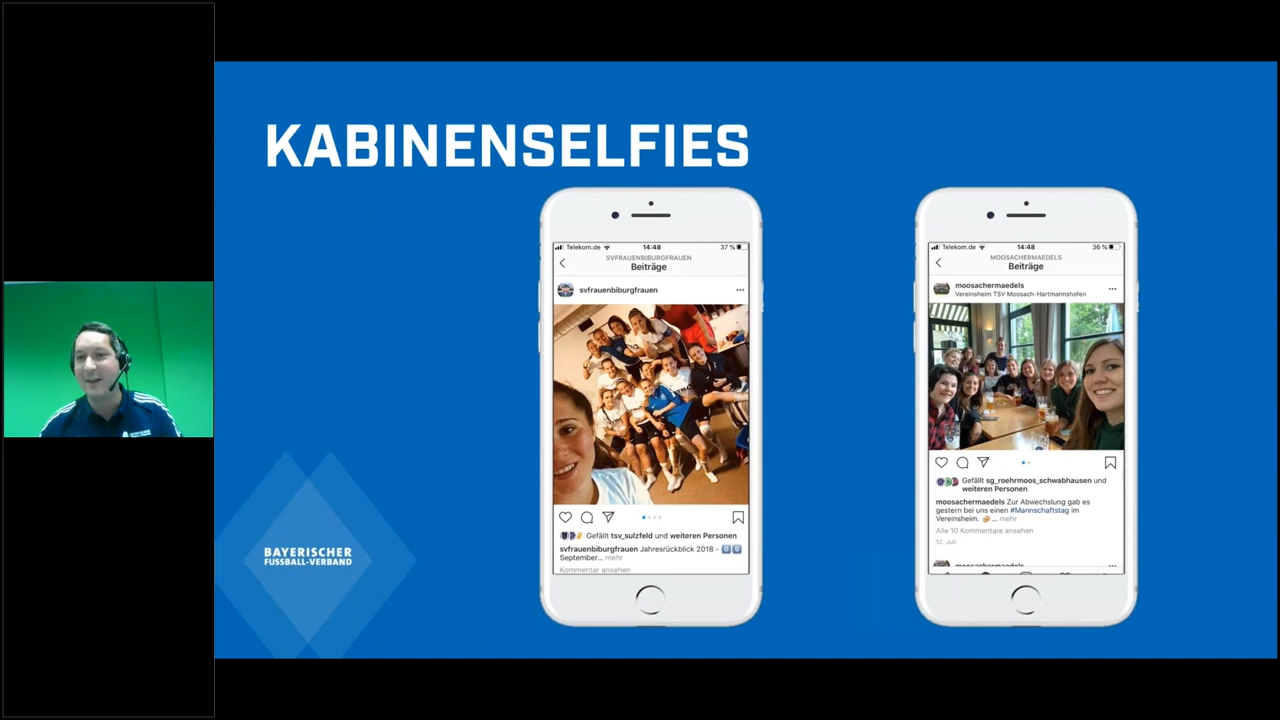 KABINENSELFIES
Telekom.de
14:48
37 %
SVFRAUENBIBURGFRAUEN
Beiträge
svfrauenbiburgfrauen
Gefällt tsv_sulzfeld und weiteren Personen
svfrauenbiburgfrauen Jahresrückblick 2018 - 09
September... mehr
Kommentar ansehen
Telekom.de
14:48
36 %
MOOSACHERMAEDELS
Beiträge
moosachermaedels
Vereinsheim TSV Moosach-Hartmannshofen
Gefällt sg_roehrmoos_schwabhausen und
weiteren Personen
moosachermaedels Zur Abwechslung gab es
gestern bei uns einen #Mannschaftstag im
Vereinsheim. 🥨 ... mehr
Alle 10 Kommentare ansehen
12. Juli
moosachermaedels
BAYERISCHER
FUSSBALL-VERBAND